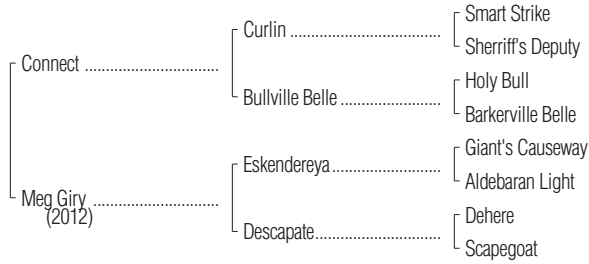 Smart Strike
Curlin
Sherriff's Deputy
Connect
Holy Bull
Bullville Belle
Barkerville Belle
Giant's Causeway
Eskendereya
Aldebaran Light
Meg Giry
(2012)
Dehere
Descapate
Scapegoat